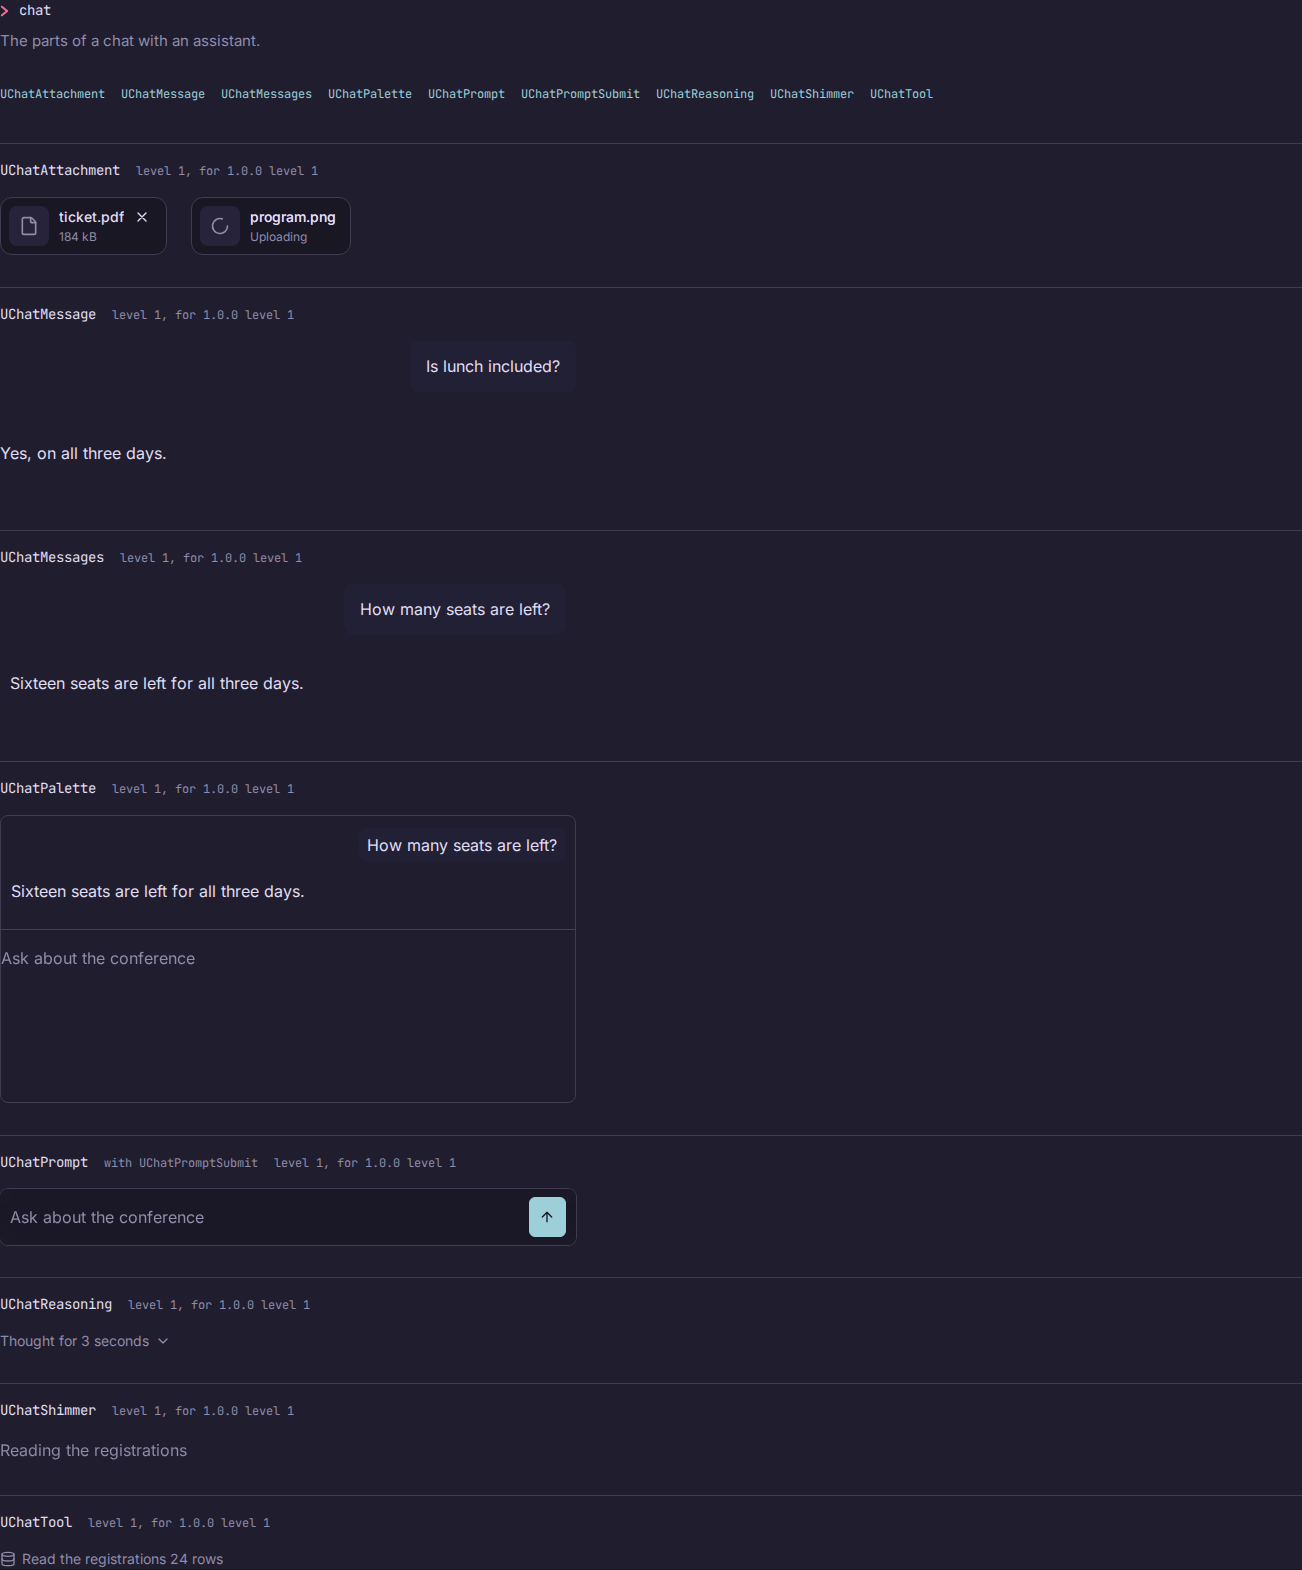 chat
The parts of a chat with an assistant.
UChatAttachment UChatMessage UChatMessages UChatPalette UChatPrompt UChatPromptSubmit UChatReasoning UChatShimmer UChatTool
UChatAttachment level 1, for 1.0.0 level 1
ticket.pdf program.png
184 kB Uploading
UChatMessage level 1, for 1.0.0 level 1
Is lunch included?
Yes, on all three days.
UChatMessages level 1, for 1.0.0 level 1
How many seats are left?
Sixteen seats are left for all three days.
UChatPalette level 1, for 1.0.0 level 1
How many seats are left?
Sixteen seats are left for all three days.
Ask about the conference
UChatPrompt with UChatPromptSubmit level 1, for 1.0.0 level 1
Ask about the conference
UChatReasoning level 1, for 1.0.0 level 1
Thought for 3 seconds
UChatShimmer level 1, for 1.0.0 level 1
Reading the registrations
UChatTool level 1, for 1.0.0 level 1
Read the registrations 24 rows